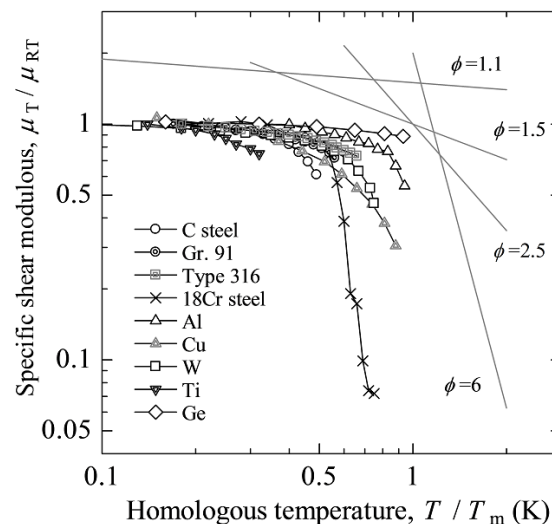 Specific shear modulous, μT / μRT
1
0.5
0.1
0.05
ϕ=1.1
ϕ=1.5
ϕ=2.5
ϕ=6
C steel
Gr. 91
Type 316
18Cr steel
Al
Cu
W
Ti
Ge
0.1 0.5 1
Homologous temperature, T / Tm (K)